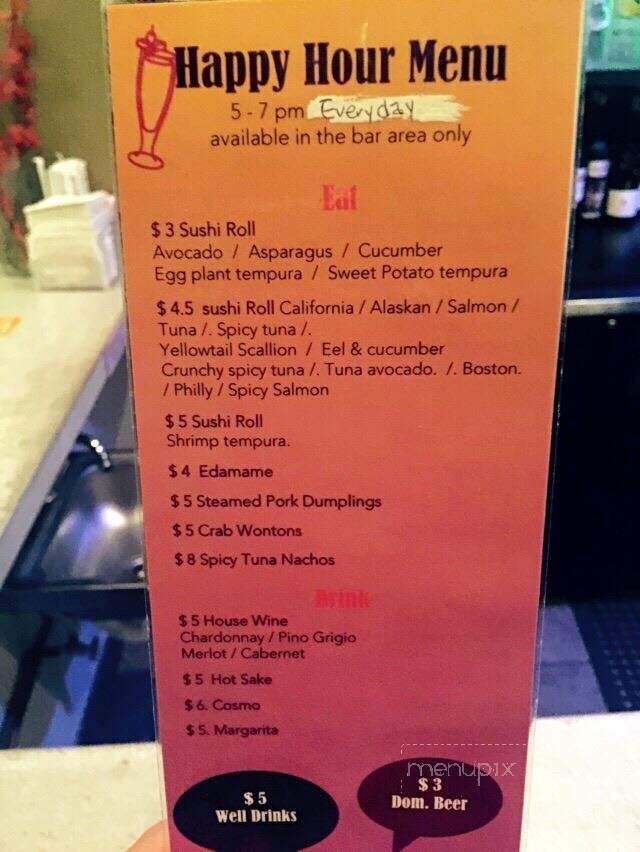 Happy Hour Menu
5 - 7 pm Everyday
available in the bar area only
Eat
$ 3 Sushi Roll
Avocado / Asparagus / Cucumber
Egg plant tempura / Sweet Potato tempura
$ 4.5 sushi Roll California / Alaskan / Salmon /
Tuna /. Spicy tuna /.
Yellowtail Scallion / Eel & cucumber
Crunchy spicy tuna /. Tuna avocado. /. Boston.
/ Philly / Spicy Salmon
$ 5 Sushi Roll
Shrimp tempura.
$ 4 Edamame
$ 5 Steamed Pork Dumplings
$ 5 Crab Wontons
$ 8 Spicy Tuna Nachos
Drink
$ 5 House Wine
Chardonnay / Pino Grigio
Merlot / Cabernet
$ 5 Hot Sake
$ 6. Cosmo
$ 5. Margarita
menupix
$ 5
Well Drinks
$ 3
Dom. Beer